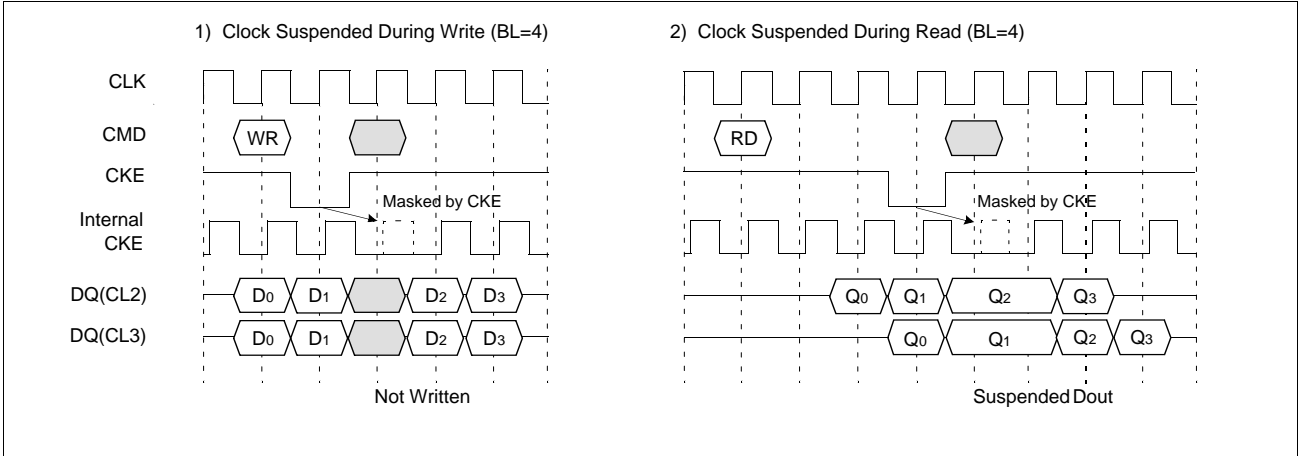 1) Clock Suspended During Write (BL=4)
2) Clock Suspended During Read (BL=4)
CLK
CMD WR RD
CKE
Masked by CKE Masked by CKE
Internal
CKE
DQ(CL2) D0 D1 D2 D3 Q0 Q1 Q2 Q3
DQ(CL3) D0 D1 D2 D3 Q0 Q1 Q2 Q3
Not Written Suspended Dout